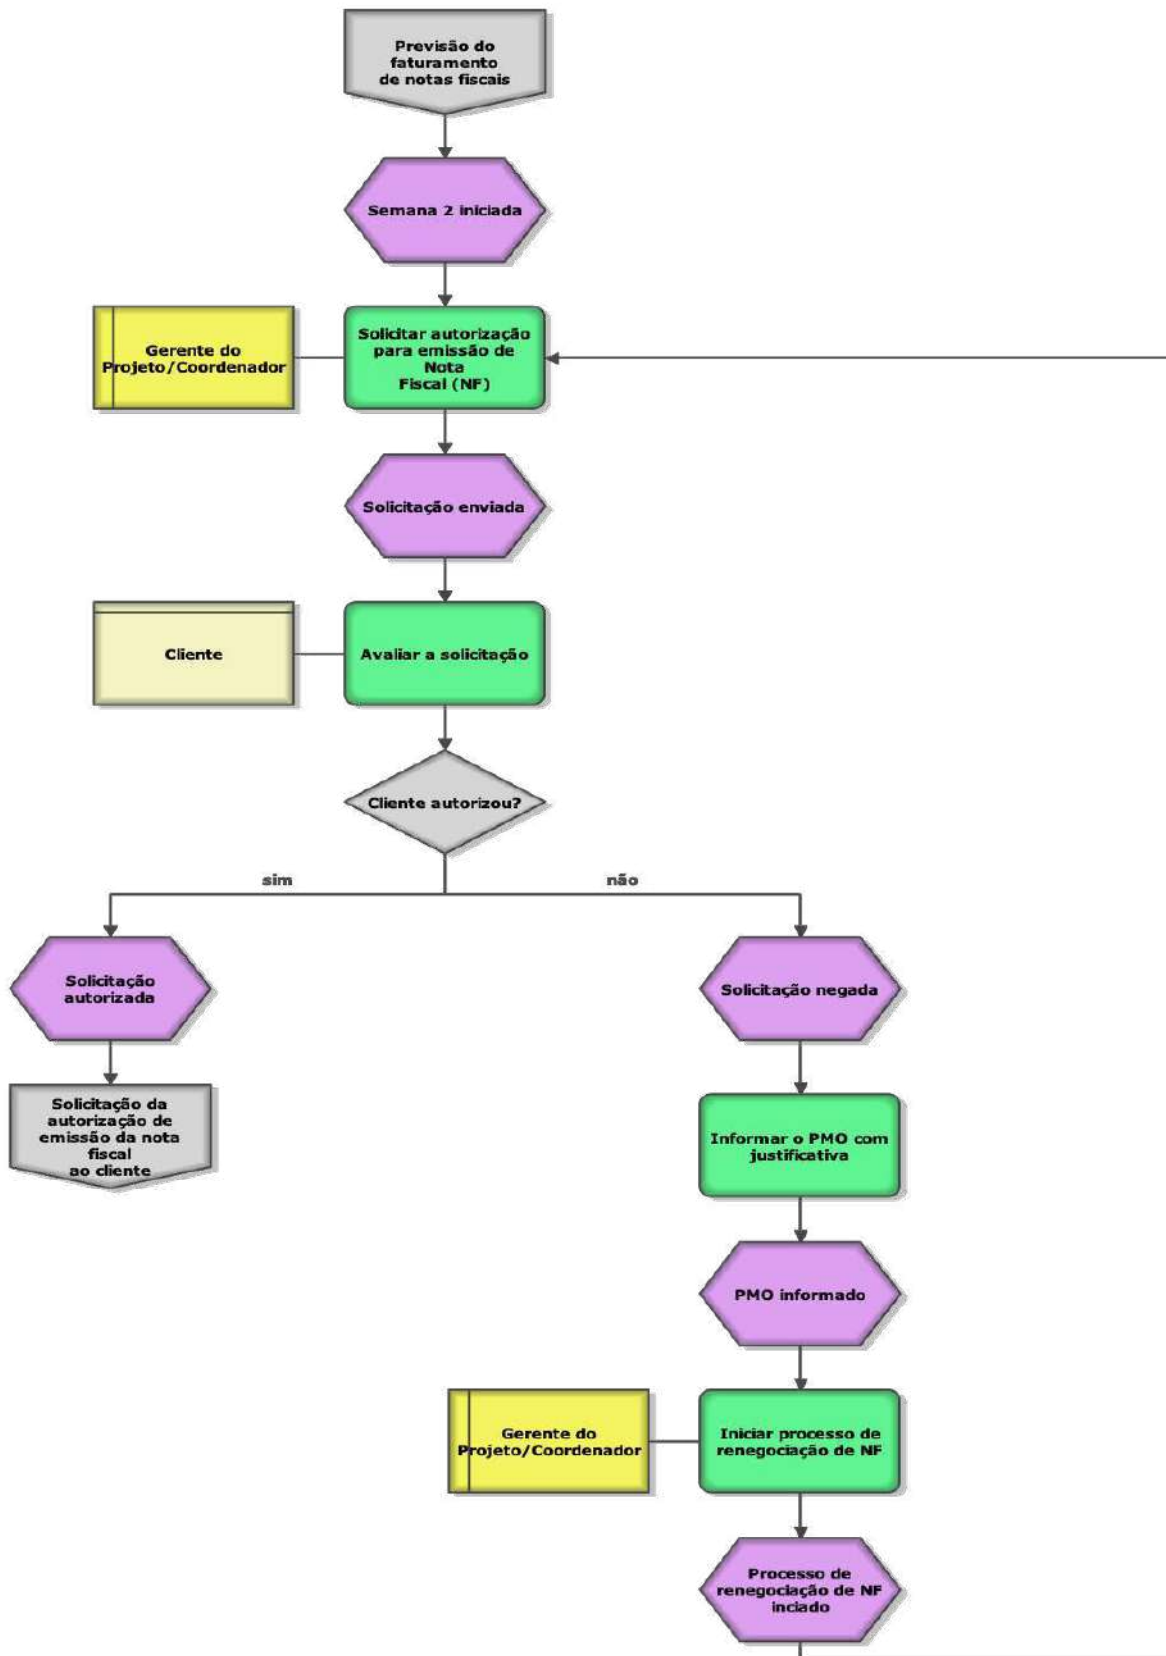 Previsão do
faturamento
de notas fiscais
Semana 2 iniciada
Gerente do
Projeto/Coordenador
Solicitar autorização
para emissão de
Nota
Fiscal (NF)
Solicitação enviada
Cliente
Avaliar a solicitação
Cliente autorizou?
sim
não
Solicitação
autorizada
Solicitação negada
Solicitação da
autorização de
emissão da nota
fiscal
ao cliente
Informar o PMO com
justificativa
PMO informado
Gerente do
Projeto/Coordenador
Iniciar processo de
renegociação de NF
Processo de
renegociação de NF
inciado